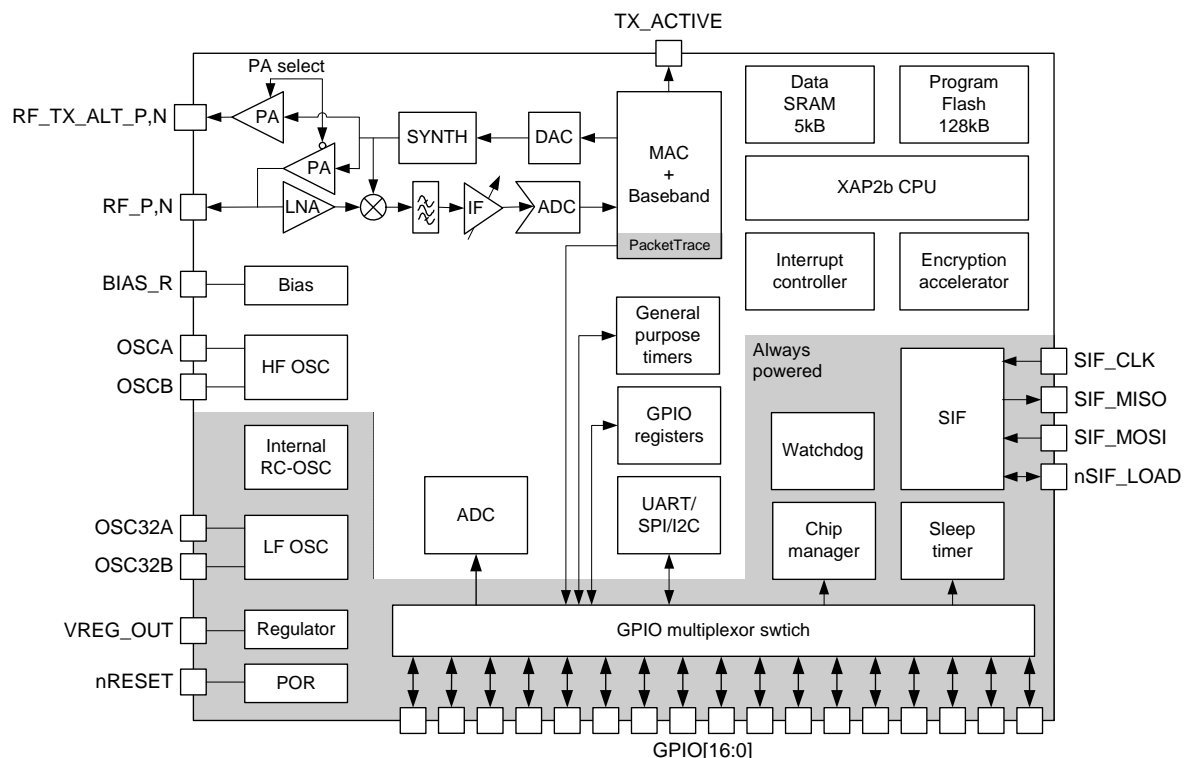 TX_ACTIVE
PA select
RF_TX_ALT_P,N
PA
PA
SYNTH
DAC
MAC
+
Baseband
PacketTrace
RF_P,N
LNA
IF
ADC
Data
SRAM
5kB
Program
Flash
128kB
XAP2b CPU
Interrupt
controller
Encryption
accelerator
BIAS_R
Bias
OSCA
OSCB
HF OSC
General
purpose
timers
Always
powered
SIF
SIF_CLK
SIF_MISO
SIF_MOSI
nSIF_LOAD
Internal
RC-OSC
GPIO
registers
Watchdog
OSC32A
OSC32B
LF OSC
ADC
UART/
SPI/I2C
Chip
manager
Sleep
timer
VREG_OUT
Regulator
GPIO multiplexor swtich
nRESET
POR
GPIO[16:0]